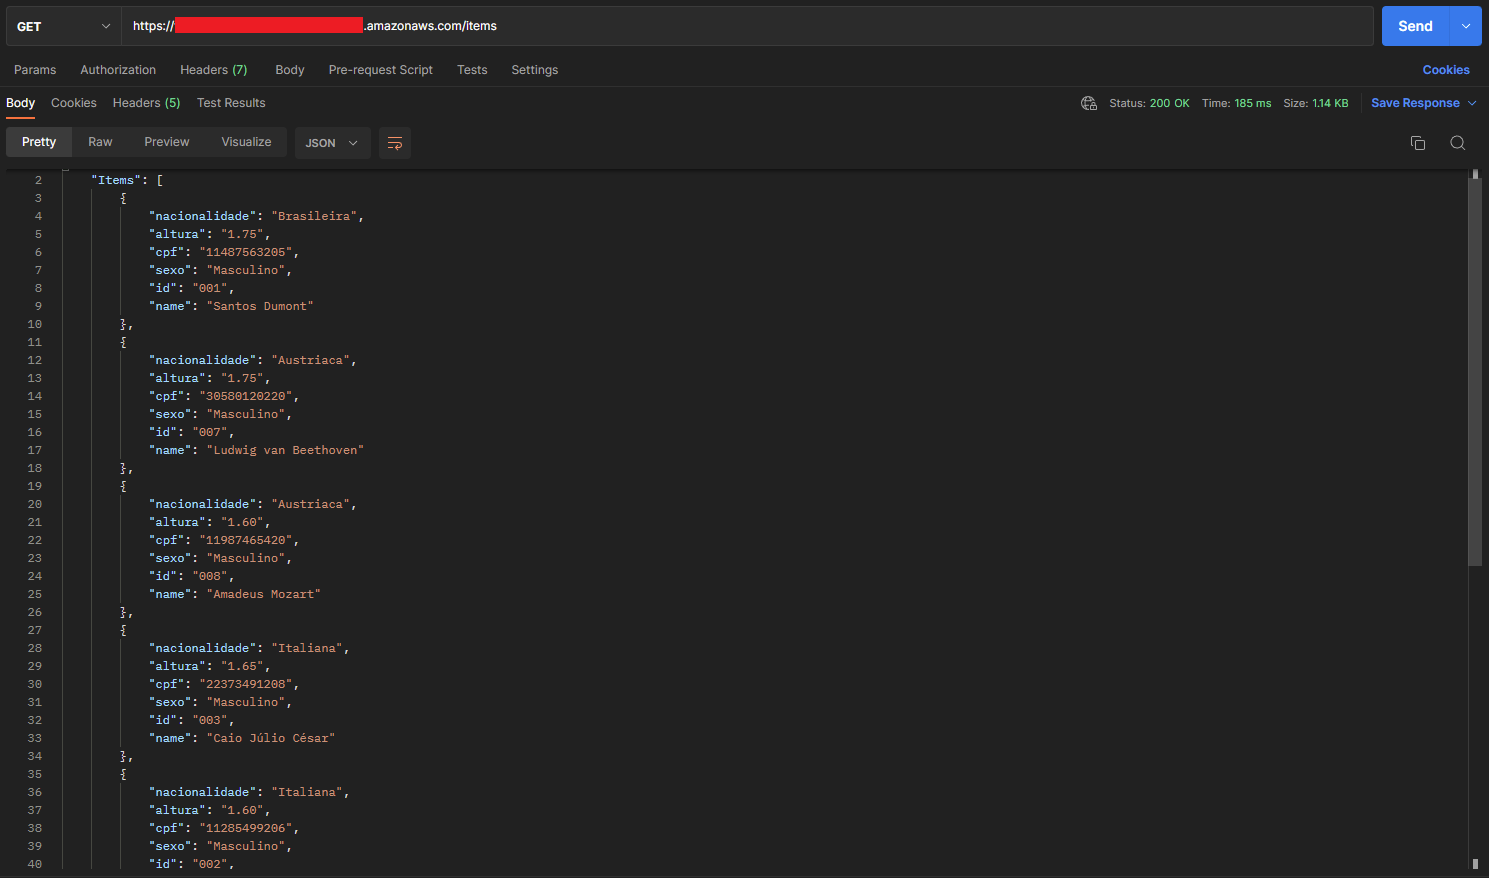 GET https://.amazonaws.com/items Send
Params Authorization Headers (7) Body Pre-request Script Tests Settings Cookies
Body Cookies Headers (5) Test Results Status: 200 OK Time: 185 ms Size: 1.14 KB Save Response
Pretty Raw Preview Visualize JSON
2 "Items": [
3 {
4 "nacionalidade": "Brasileira",
5 "altura": "1.75",
6 "cpf": "11487563205",
7 "sexo": "Masculino",
8 "id": "001",
9 "name": "Santos Dumont"
10 },
11 {
12 "nacionalidade": "Austriaca",
13 "altura": "1.75",
14 "cpf": "30580120220",
15 "sexo": "Masculino",
16 "id": "007",
17 "name": "Ludwig van Beethoven"
18 },
19 {
20 "nacionalidade": "Austriaca",
21 "altura": "1.60",
22 "cpf": "11987465420",
23 "sexo": "Masculino",
24 "id": "008",
25 "name": "Amadeus Mozart"
26 },
27 {
28 "nacionalidade": "Italiana",
29 "altura": "1.65",
30 "cpf": "22373491208",
31 "sexo": "Masculino",
32 "id": "003",
33 "name": "Caio Júlio César"
34 },
35 {
36 "nacionalidade": "Italiana",
37 "altura": "1.60",
38 "cpf": "11285499206",
39 "sexo": "Masculino",
40 "id": "002",